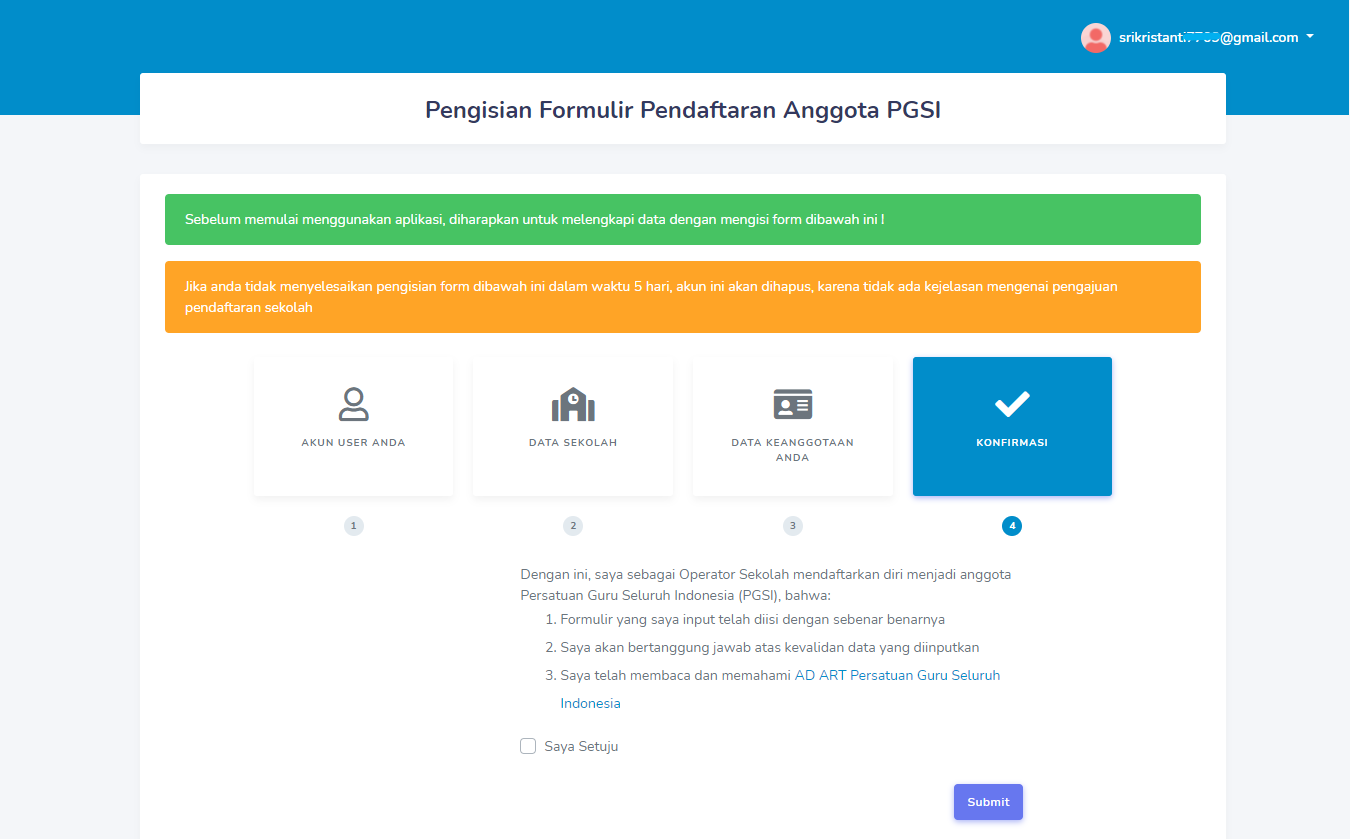 @gmail.com
Pengisian Formulir Pendaftaran Anggota PGSI
Sebelum memulai menggunakan aplikasi, diharapkan untuk melengkapi data dengan mengisi form dibawah ini !
Jika anda tidak menyelesaikan pengisian form dibawah ini dalam waktu 5 hari, akun ini akan dihapus, karena tidak ada kejelasan mengenai pengajuan
pendaftaran sekolah
AKUN USER ANDA
DATA SEKOLAH
DATA KEANGGOTAAN
ANDA
KONFIRMASI
1
2
3
4
Dengan ini, saya sebagai Operator Sekolah mendaftarkan diri menjadi anggota
Persatuan Guru Seluruh Indonesia (PGSI), bahwa:
1. Formulir yang saya input telah diisi dengan sebenar benarnya
2. Saya akan bertanggung jawab atas kevalidan data yang diinputkan
3. Saya telah membaca dan memahami AD ART Persatuan Guru Seluruh
Indonesia
Saya Setuju
Submit